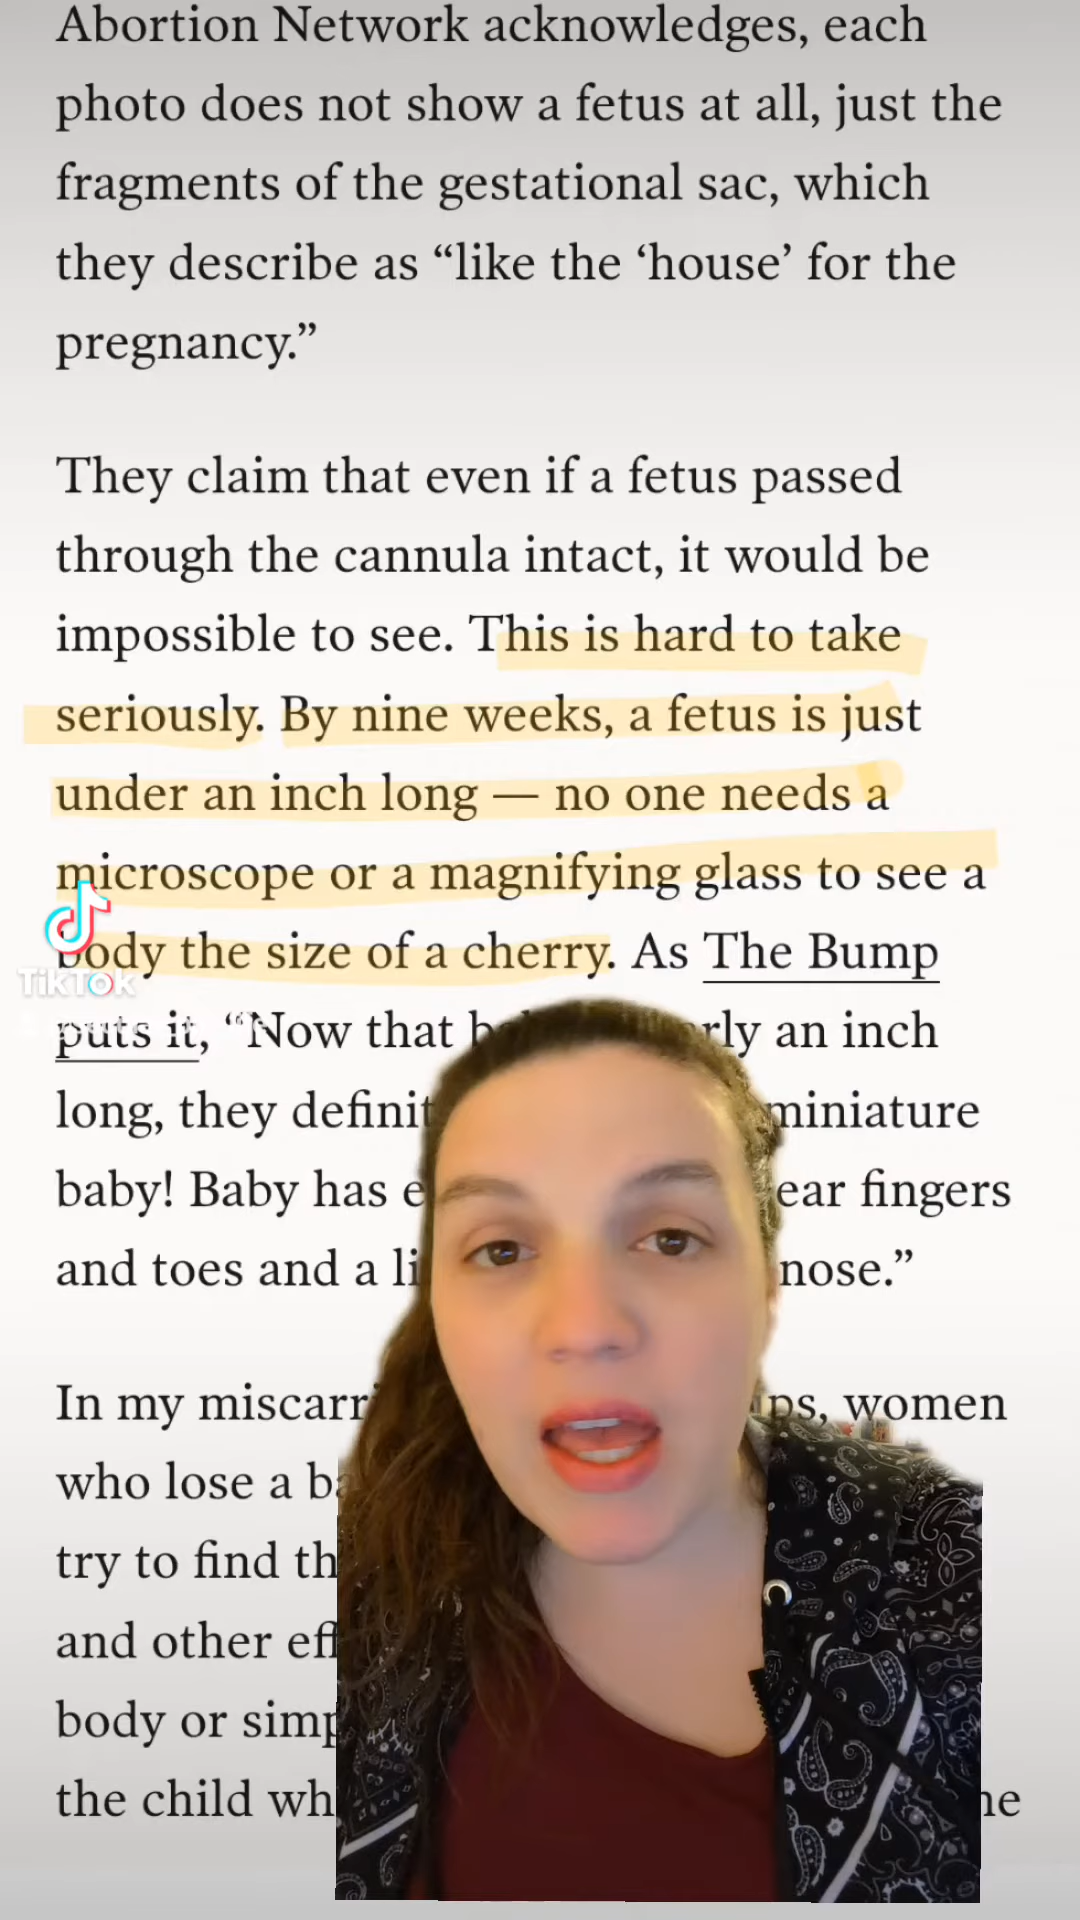 Abortion Network acknowledges, each
photo does not show a fetus at all, just the
fragments of the gestational sac, which
they describe as “like the ‘house’ for the
pregnancy.”
They claim that even if a fetus passed
through the cannula intact, it would be
impossible to see. This is hard to take
seriously. By nine weeks, a fetus is just
under an inch long — no one needs a
microscope or a magnifying glass to see a
body the size of a cherry. As The Bump
TikTok
puts it, “Now that rly an inch
long, they definit miniature
baby! Baby has e ear fingers
and toes and a li nose.”
In my miscarri ps, women
who lose a ba
try to find th
and other eff
body or simp
the child wh ne